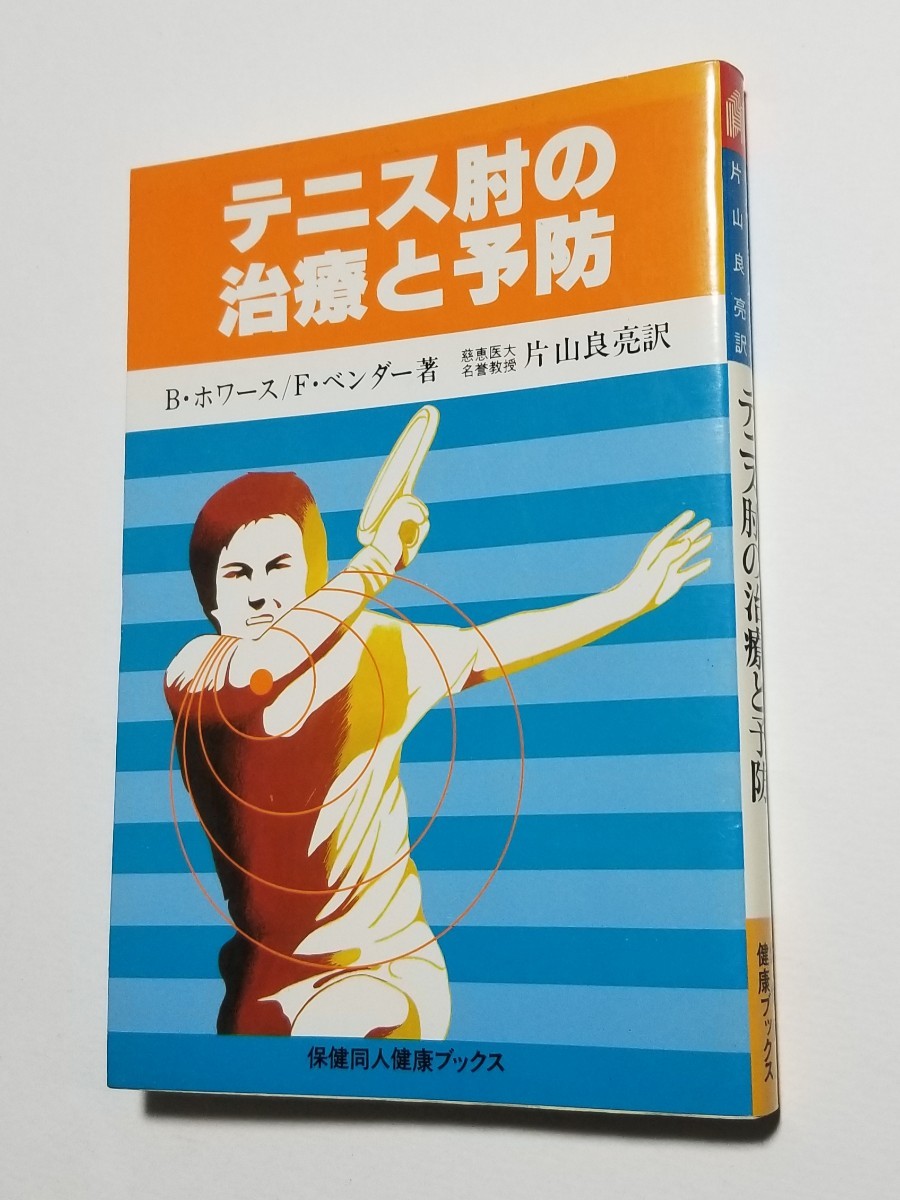 テニス肘の
治療と予防
B・ホワース/F・ベンダー著
慈恵医大
名誉教授
片山良亮訳
保健同人健康ブックス
片山良亮訳
テニス肘の治療と予防
健康ブックス